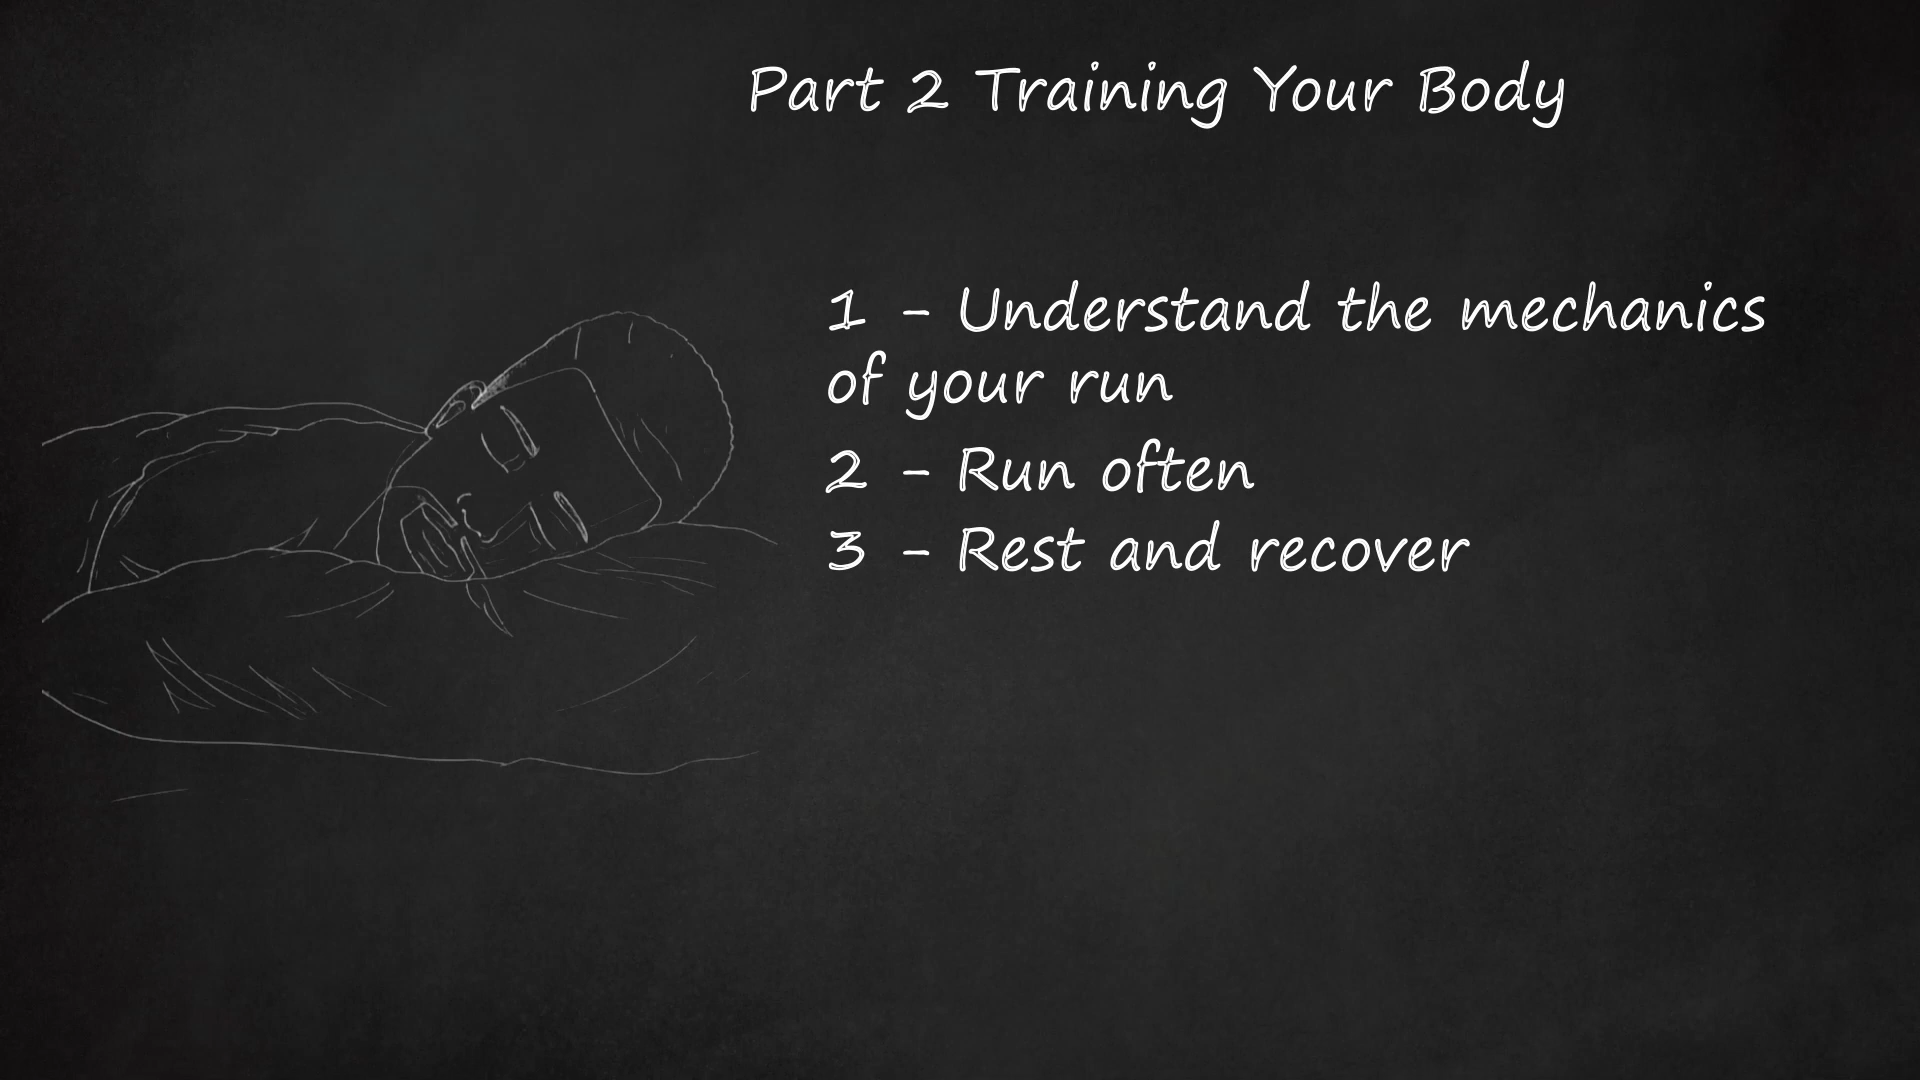 Part 2 Training Your Body
1 - Understand the mechanics
of your run
2 - Run often
3 - Rest and recover